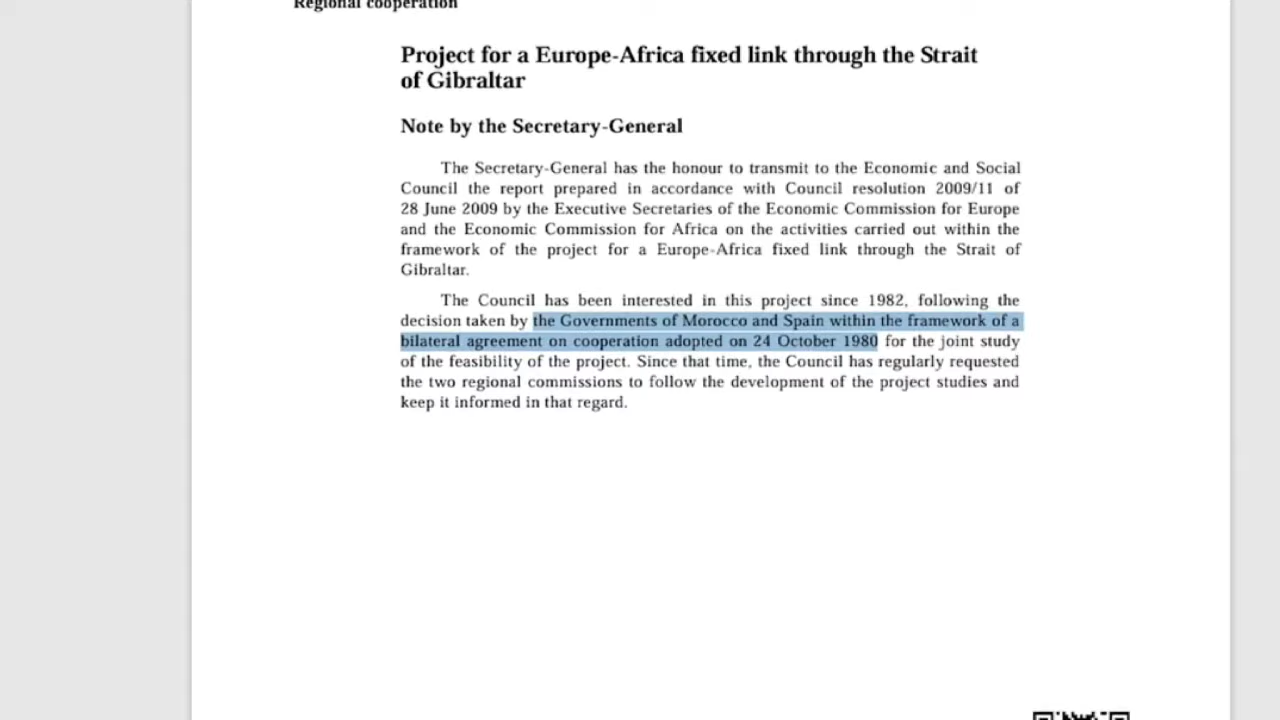 Regional cooperation
Project for a Europe-Africa fixed link through the Strait
of Gibraltar
Note by the Secretary-General
The Secretary-General has the honour to transmit to the Economic and Social
Council the report prepared in accordance with Council resolution 2009/11 of
28 June 2009 by the Executive Secretaries of the Economic Commission for Europe
and the Economic Commission for Africa on the activities carried out within the
framework of the project for a Europe-Africa fixed link through the Strait of
Gibraltar.
The Council has been interested in this project since 1982, following the
decision taken by the Governments of Morocco and Spain within the framework of a
bilateral agreement on cooperation adopted on 24 October 1980 for the joint study
of the feasibility of the project. Since that time, the Council has regularly requested
the two regional commissions to follow the development of the project studies and
keep it informed in that regard.